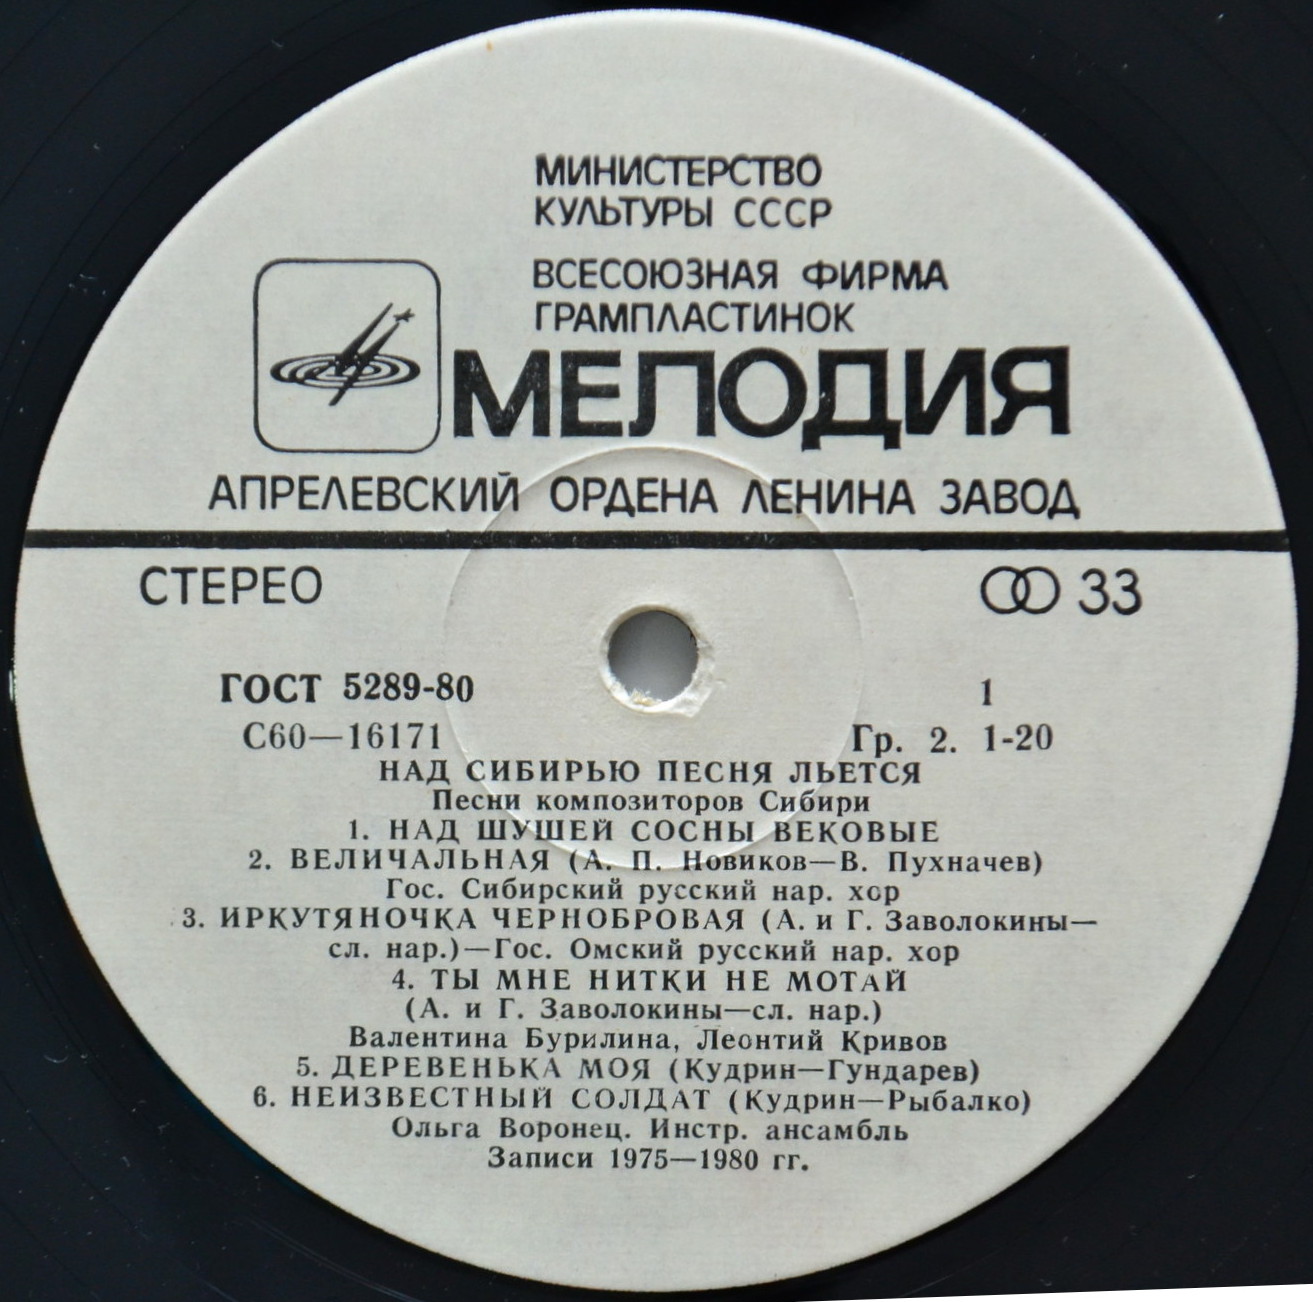 МИНИСТЕРСТВО
КУЛЬТУРЫ СССР
ВСЕСОЮЗНАЯ ФИРМА
ГРАМПЛАСТИНОК
МЕЛОДИЯ
АПРЕЛЕВСКИЙ ОРДЕНА ЛЕНИНА ЗАВОД
СТЕРЕО 33
ГОСТ 5289-80 1
С60—16171 Гр. 2. 1-20
НАД СИБИРЬЮ ПЕСНЯ ЛЬЕТСЯ
Песни композиторов Сибири
1. НАД ШУШЕЙ СОСНЫ ВЕКОВЫЕ
2. ВЕЛИЧАЛЬНАЯ (А. П. Новиков—В. Пухначев)
Гос. Сибирский русский нар. хор
3. ИРКУТЯНОЧКА ЧЕРНОБРОВАЯ (А. и Г. Заволокины—
сл. нар.)—Гос. Омский русский нар. хор
4. ТЫ МНЕ НИТКИ НЕ МОТАЙ
(А. и Г. Заволокины—сл. нар.)
Валентина Бурилина, Леонтий Кривов
5. ДЕРЕВЕНЬКА МОЯ (Кудрин—Гундарев)
6. НЕИЗВЕСТНЫЙ СОЛДАТ (Кудрин—Рыбалко)
Ольга Воронец. Инстр. ансамбль
Записи 1975—1980 гг.